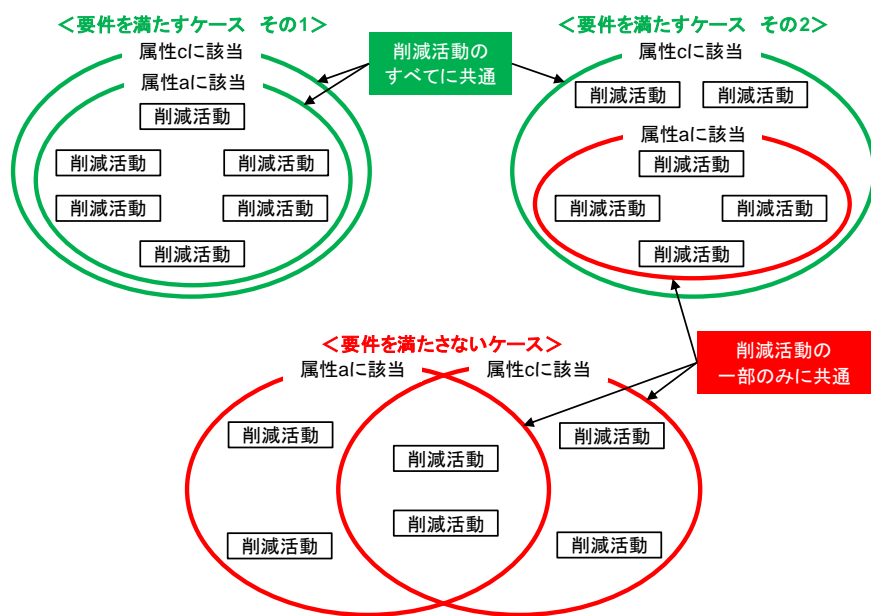 ＜要件を満たすケース　その1＞
属性cに該当
属性aに該当
削減活動
削減活動
削減活動
削減活動
削減活動
削減活動
削減活動の
すべてに共通
＜要件を満たすケース　その2＞
属性cに該当
削減活動
削減活動
属性aに該当
削減活動
削減活動
削減活動
削減活動
＜要件を満たさないケース＞
属性aに該当
属性cに該当
削減活動
削減活動
削減活動
削減活動
削減活動
削減活動
削減活動の
一部のみに共通